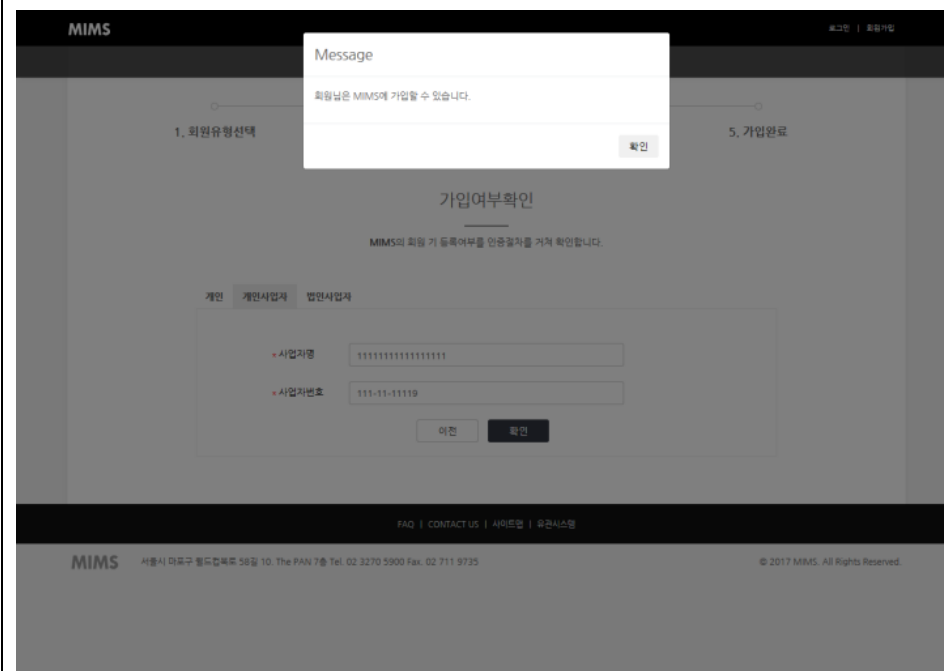 MIMS
로그인 | 회원가입
Message
회원님은 MIMS에 가입할 수 있습니다.
확인
1. 회원유형선택
5. 가입완료
가입여부확인
MIMS의 회원 기 등록여부를 인증절차를 거쳐 확인합니다.
개인 개인사업자 법인사업자
*사업자명 11111111111111111
*사업자번호 111-11-11119
이전 확인
FAQ | CONTACT US | 사이트맵 | 유관시스템
MIMS 서울시 마포구 월드컵북로 58길 10. The PAN 7층 Tel. 02 3270 5900 Fax. 02 711 9735 © 2017 MIMS. All Rights Reserved.